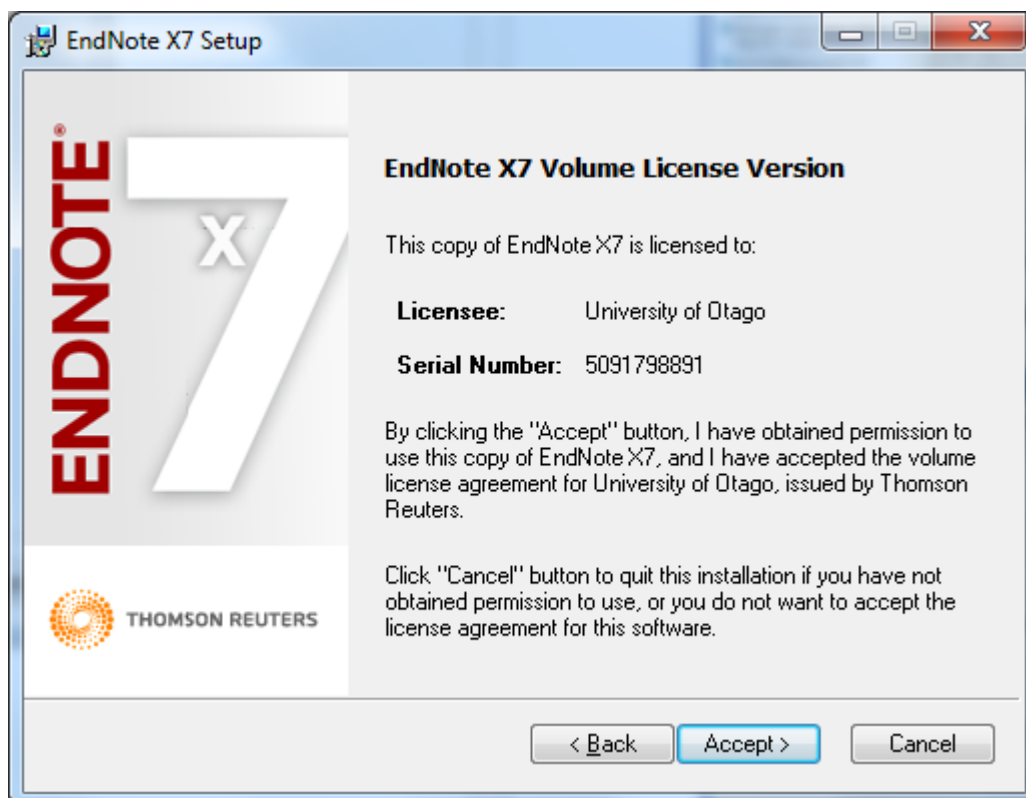 EndNote X7 Setup
ENDNOTE®
X
7
EndNote X7 Volume License Version
This copy of EndNote X7 is licensed to:
Licensee: University of Otago
Serial Number: 5091798891
By clicking the "Accept" button, I have obtained permission to
use this copy of EndNote X7, and I have accepted the volume
license agreement for University of Otago, issued by Thomson
Reuters.
Click "Cancel" button to quit this installation if you have not
obtained permission to use, or you do not want to accept the
license agreement for this software.
THOMSON REUTERS
< Back
Accept >
Cancel